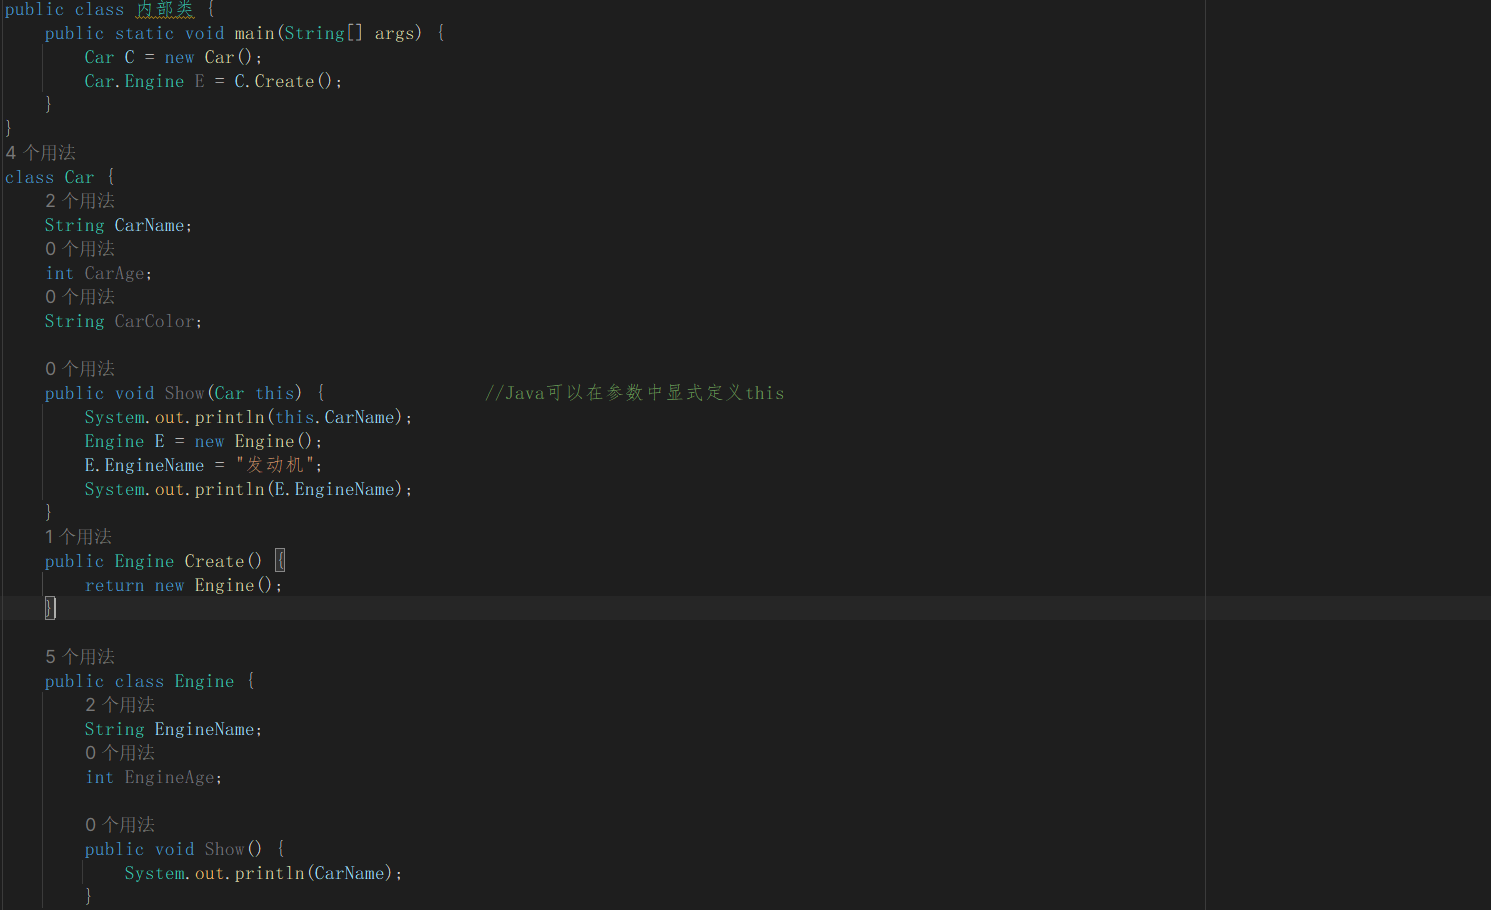 public class 内部类 {
    public static void main(String[] args) {
        Car C = new Car();
        Car.Engine E = C.Create();
    }
}
4 个用法
class Car {
    2 个用法
    String CarName;
    0 个用法
    int CarAge;
    0 个用法
    String CarColor;
    0 个用法
    public void Show(Car this) {                //Java可以在参数中显式定义this
        System.out.println(this.CarName);
        Engine E = new Engine();
        E.EngineName = "发动机";
        System.out.println(E.EngineName);
    }
    1 个用法
    public Engine Create() {
        return new Engine();
    }
    5 个用法
    public class Engine {
        2 个用法
        String EngineName;
        0 个用法
        int EngineAge;
        0 个用法
        public void Show() {
            System.out.println(CarName);
        }